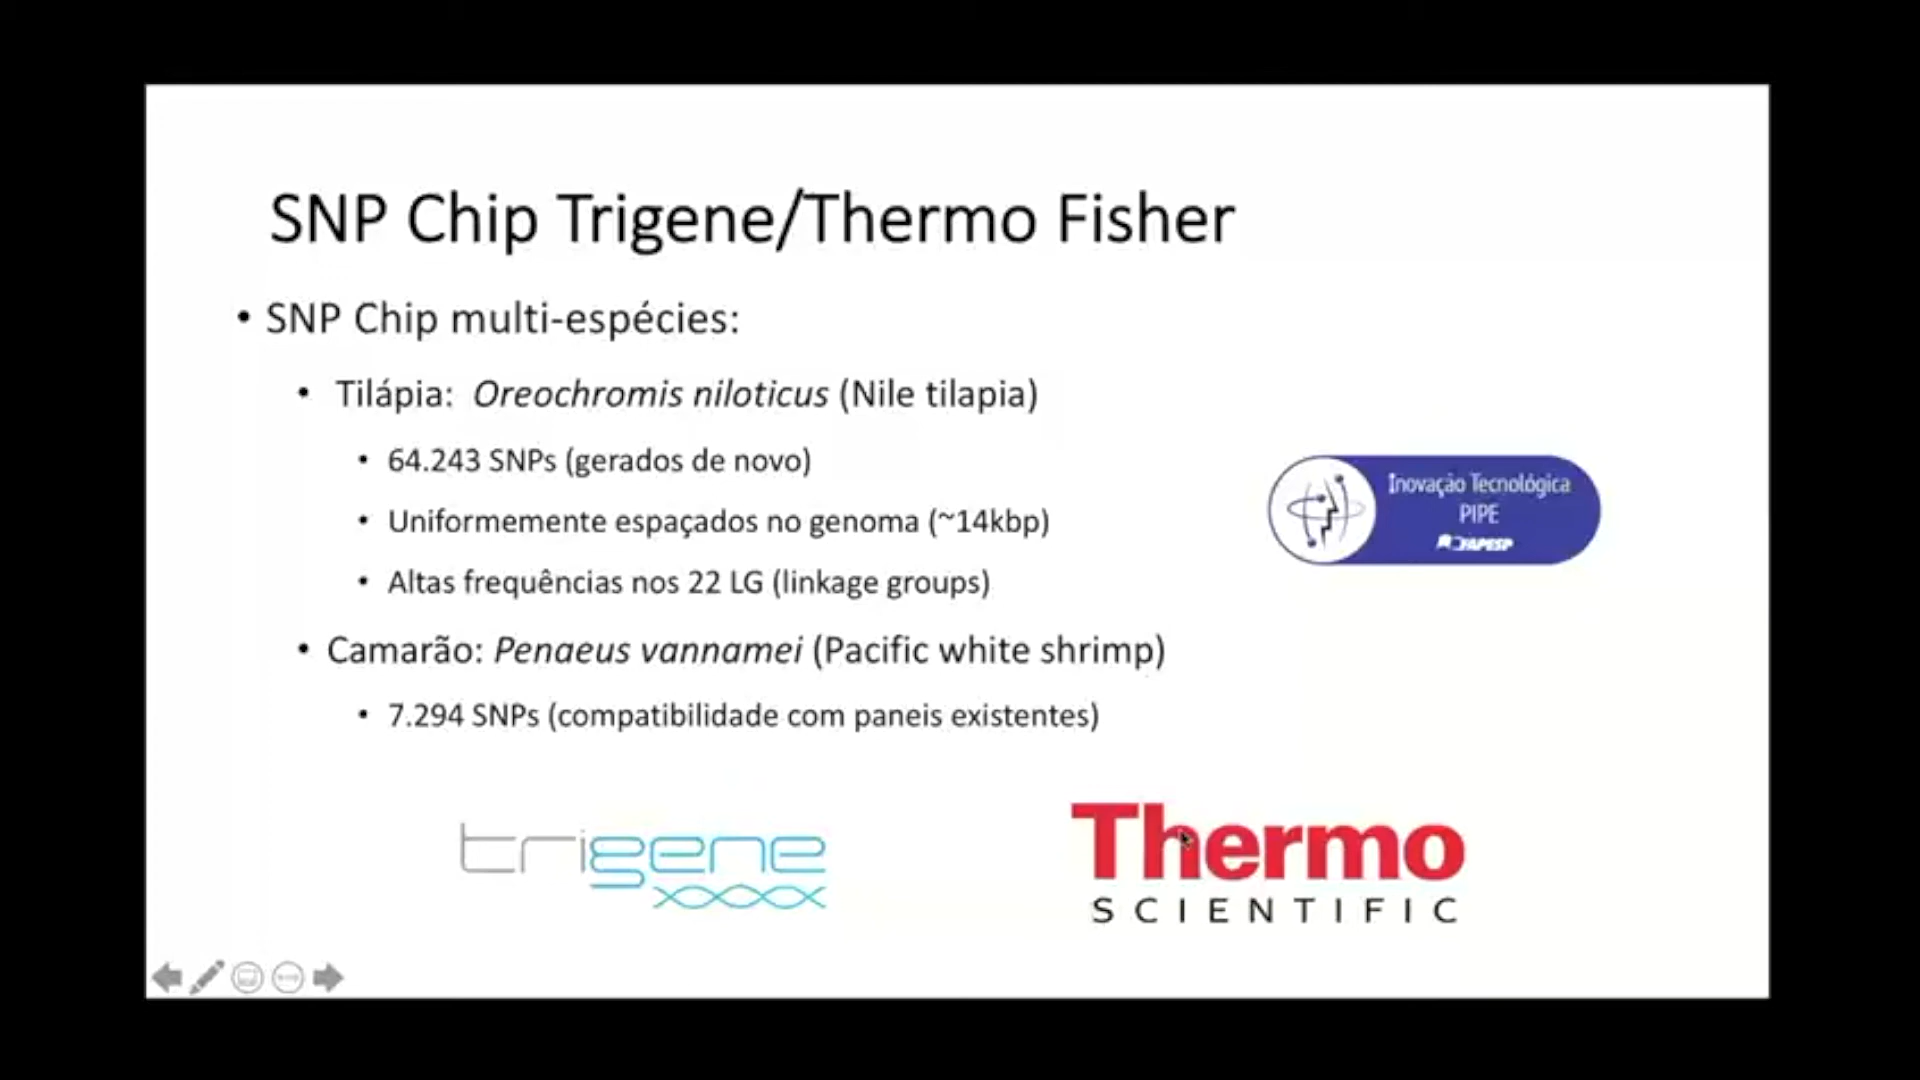 SNP Chip Trigene/Thermo Fisher
• SNP Chip multi-espécies:
• Tilápia: Oreochromis niloticus (Nile tilapia)
• 64.243 SNPs (gerados de novo)
• Uniformemente espaçados no genoma (~14kbp)
• Altas frequências nos 22 LG (linkage groups)
• Camarão: Penaeus vannamei (Pacific white shrimp)
• 7.294 SNPs (compatibilidade com paneis existentes)
Inovação Tecnológica
PIPE
FAPESP
trigene
Thermo
SCIENTIFIC